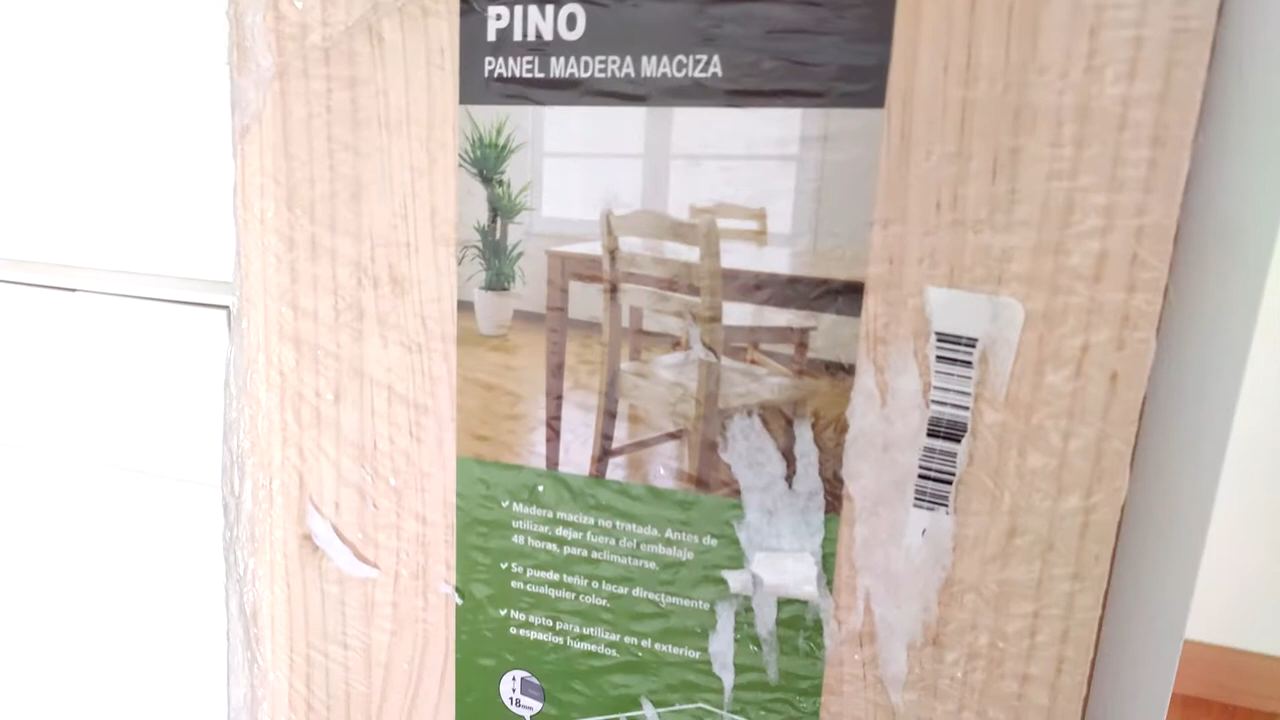 PINO
PANEL MADERA MACIZA
Madera maciza no tratada. Antes de
utilizar, dejar fuera del embalaje
48 horas, para aclimatarse.
Se puede teñir o lacar directamente
en cualquier color.
No apto para utilizar en el exterior
o espacios húmedos.
18mm